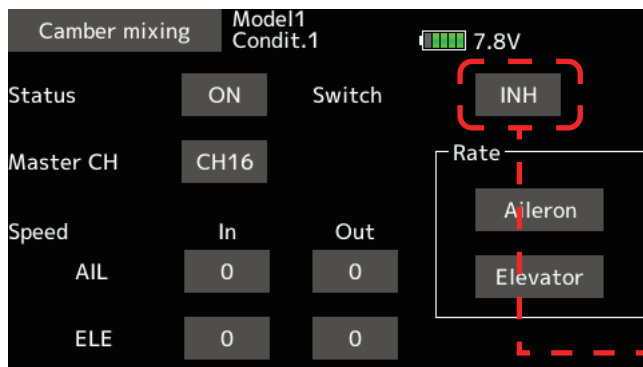 Camber mixing Model1
Condit.1 7.8V
Status ON Switch INH
Master CH CH16 Rate
Aileron
Speed In Out
AIL 0 0 Elevator
ELE 0 0